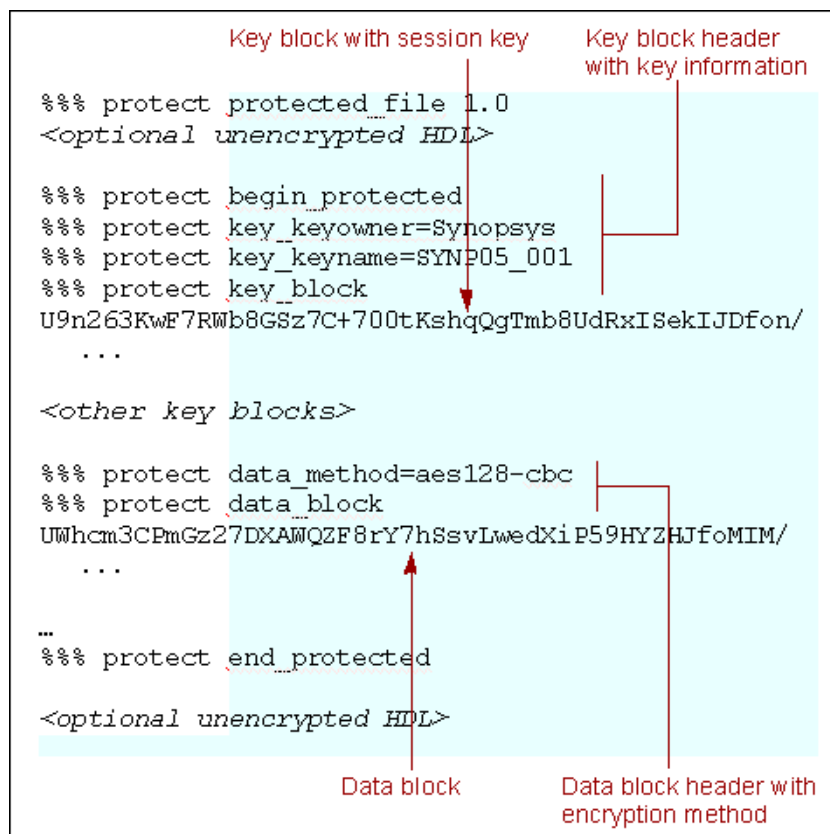 Key block with session key
Key block header
with key information
%%% protect protected_file 1.0
<optional unencrypted HDL>
%%% protect begin_protected
%%% protect key_keyowner=Synopsys
%%% protect key_keyname=SYNP05_001
%%% protect key_block
U9n263KwF7RWb8GSz7C+700tKshqQgTmb8UdRxISekIJDfon/
...
<other key blocks>
%%% protect data_method=aes128-cbc
%%% protect data_block
UWhcm3CPmGz27DXAWQZF8rY7hSsvLwedXiP59HYZHJfoMIM/
...
…
%%% protect end_protected
<optional unencrypted HDL>
Data block
Data block header with
encryption method